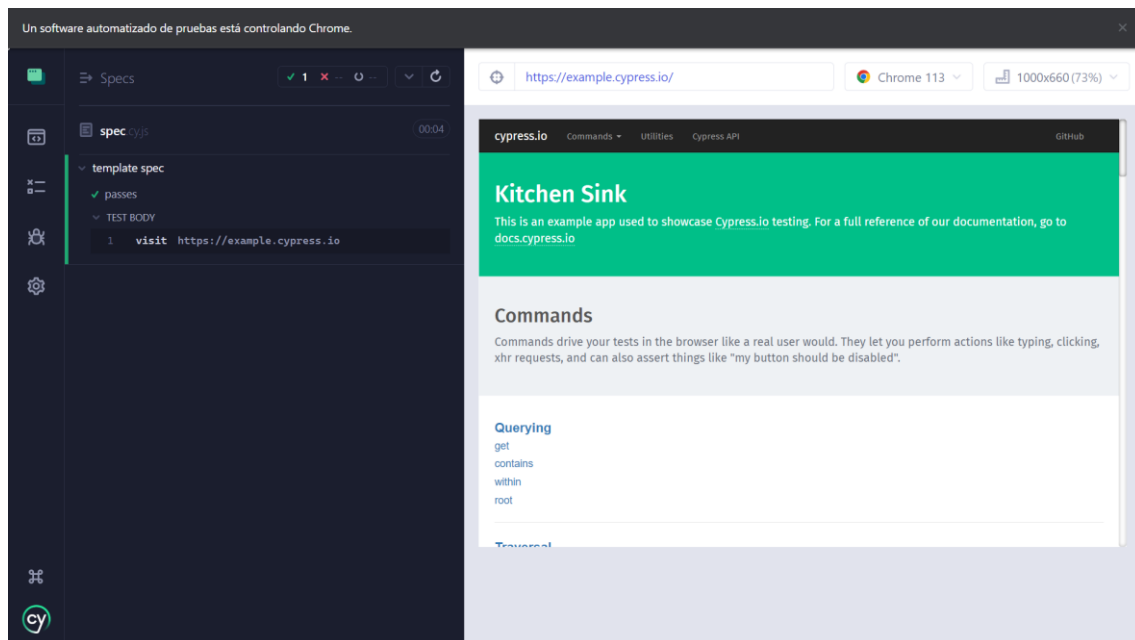 Un software automatizado de pruebas está controlando Chrome.
Specs
1 -- --
https://example.cypress.io/
Chrome 113
1000x660 (73%)
spec.cy.js
00:04
template spec
passes
TEST BODY
1 visit https://example.cypress.io
cypress.io Commands Utilities Cypress API GitHub
Kitchen Sink
This is an example app used to showcase Cypress.io testing. For a full reference of our documentation, go to
docs.cypress.io
Commands
Commands drive your tests in the browser like a real user would. They let you perform actions like typing, clicking,
xhr requests, and can also assert things like "my button should be disabled".
Querying
get
contains
within
root
Traversal
cy